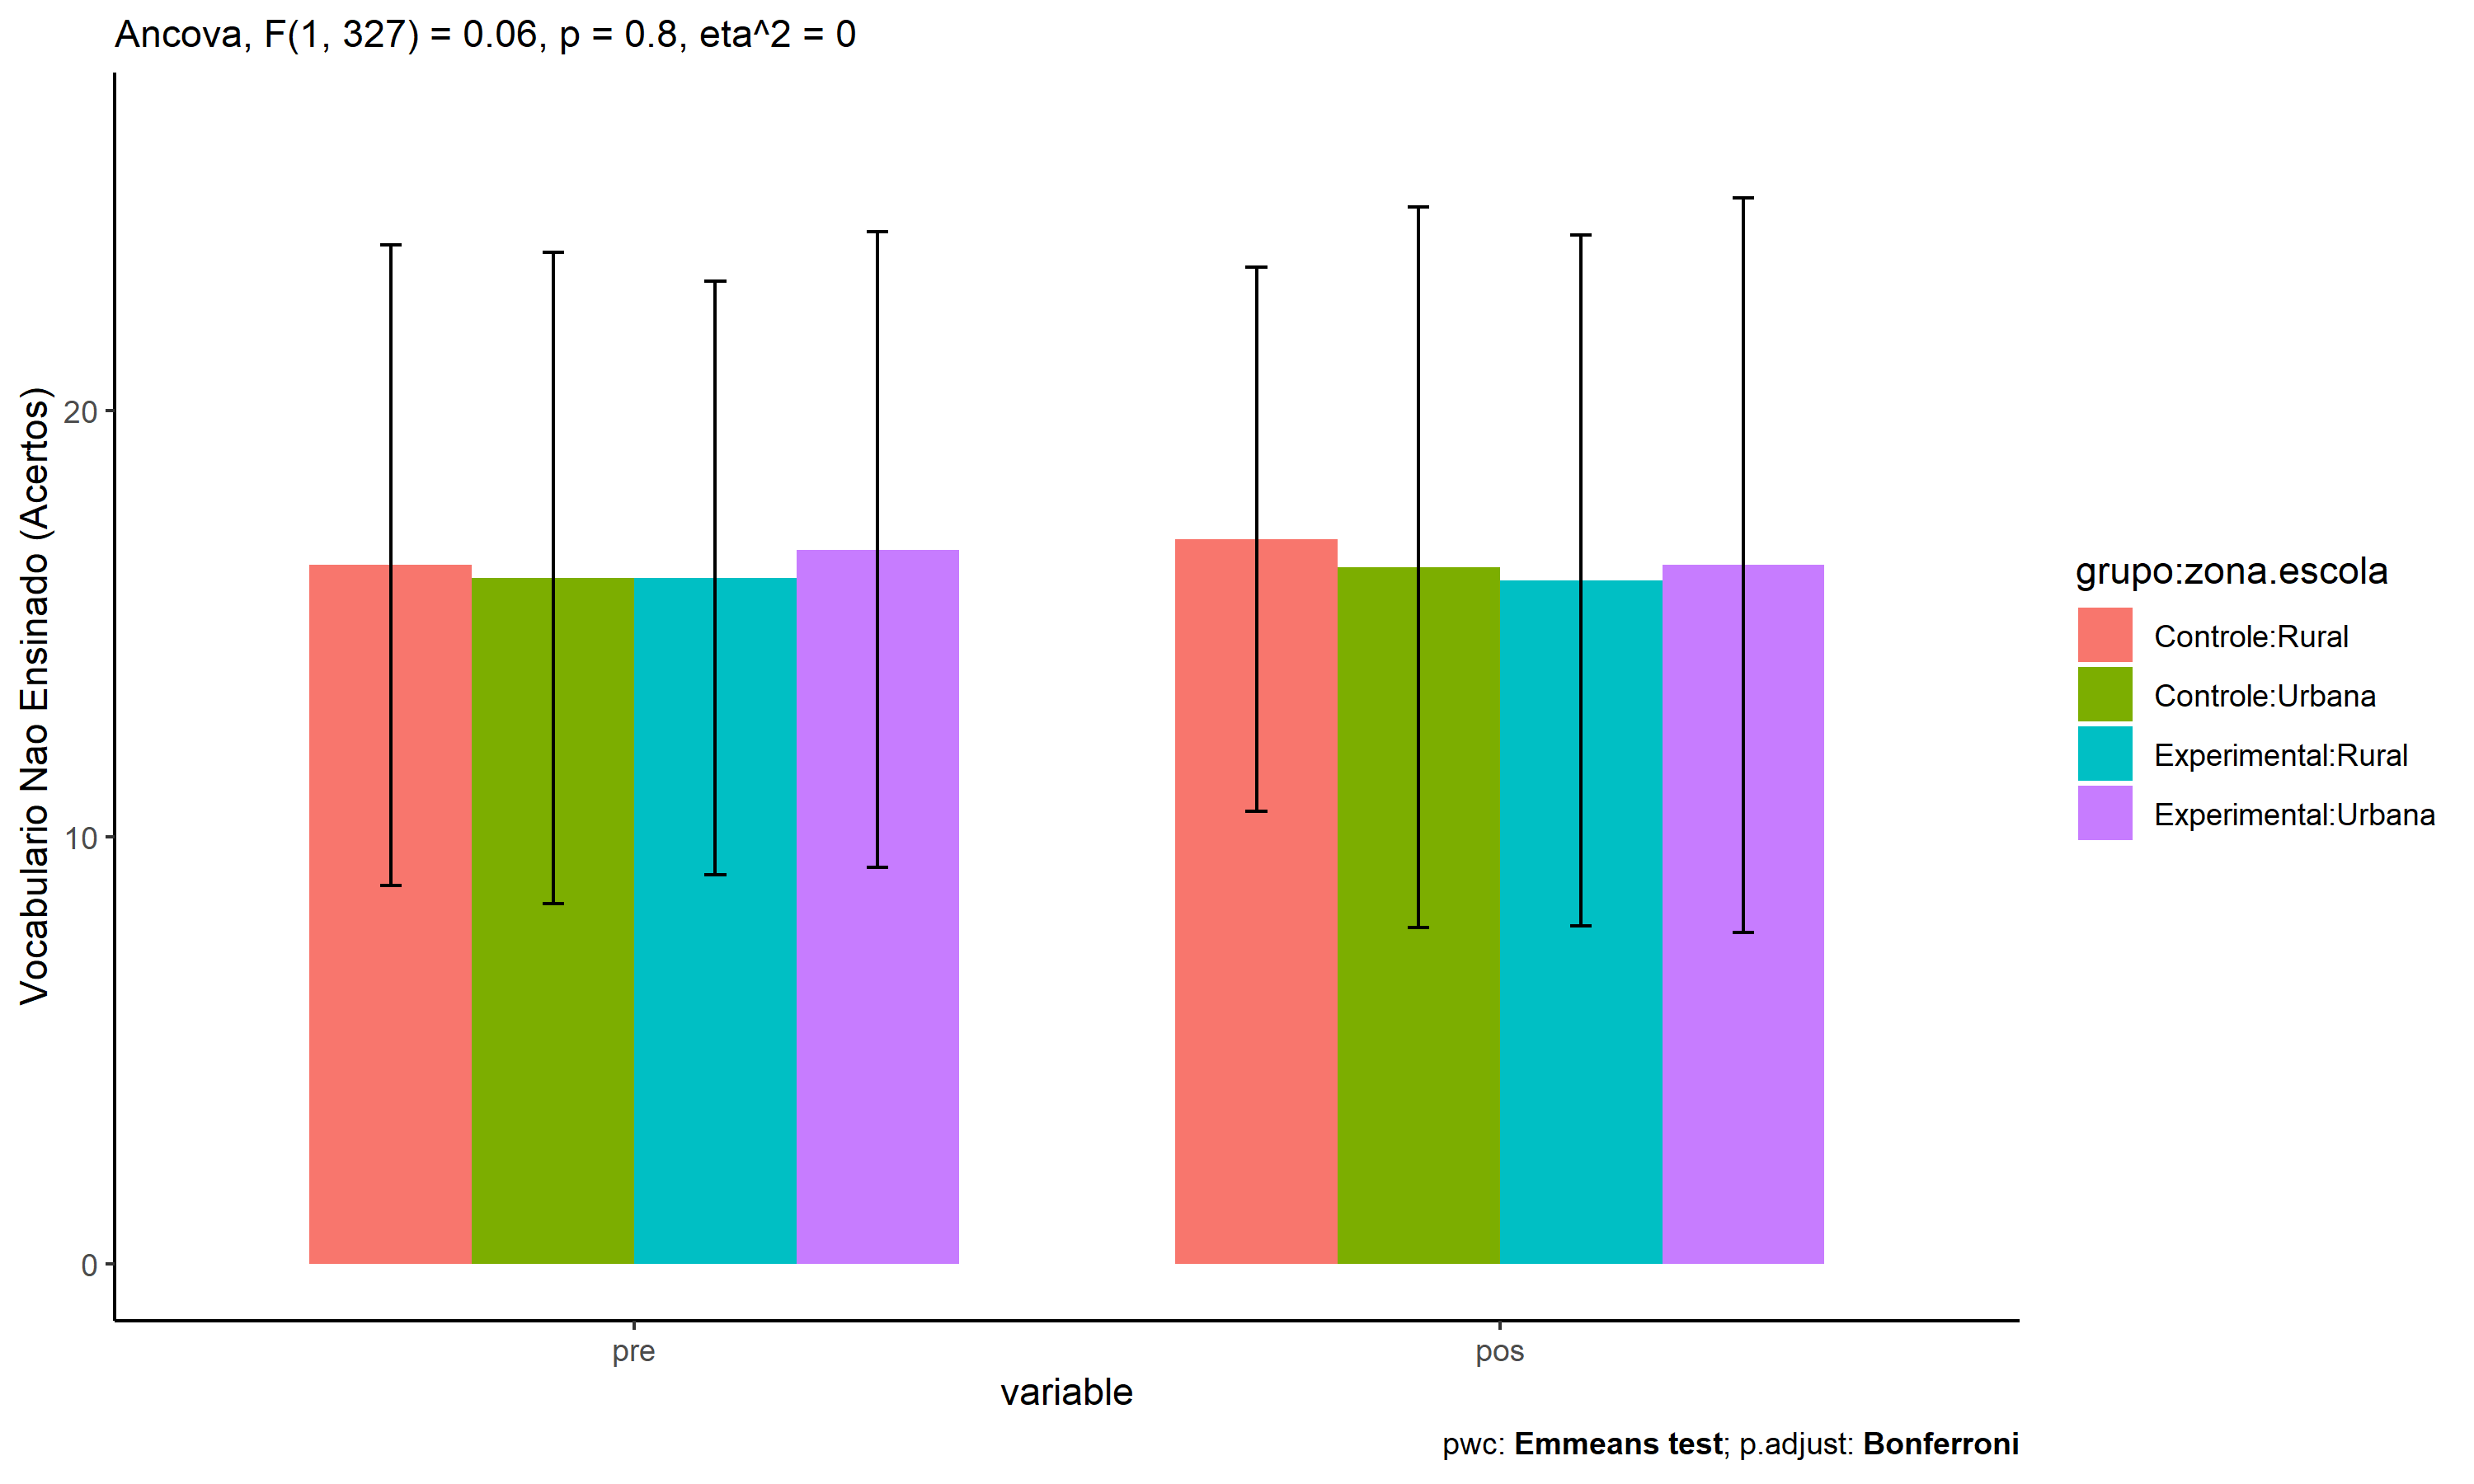 Ancova, F(1, 327) = 0.06, p = 0.8, eta^2 = 0
Vocabulario Nao Ensinado (Acertos)
20
10
0
pre
pos
variable
grupo:zona.escola
Controle:Rural
Controle:Urbana
Experimental:Rural
Experimental:Urbana
pwc: Emmeans test; p.adjust: Bonferroni